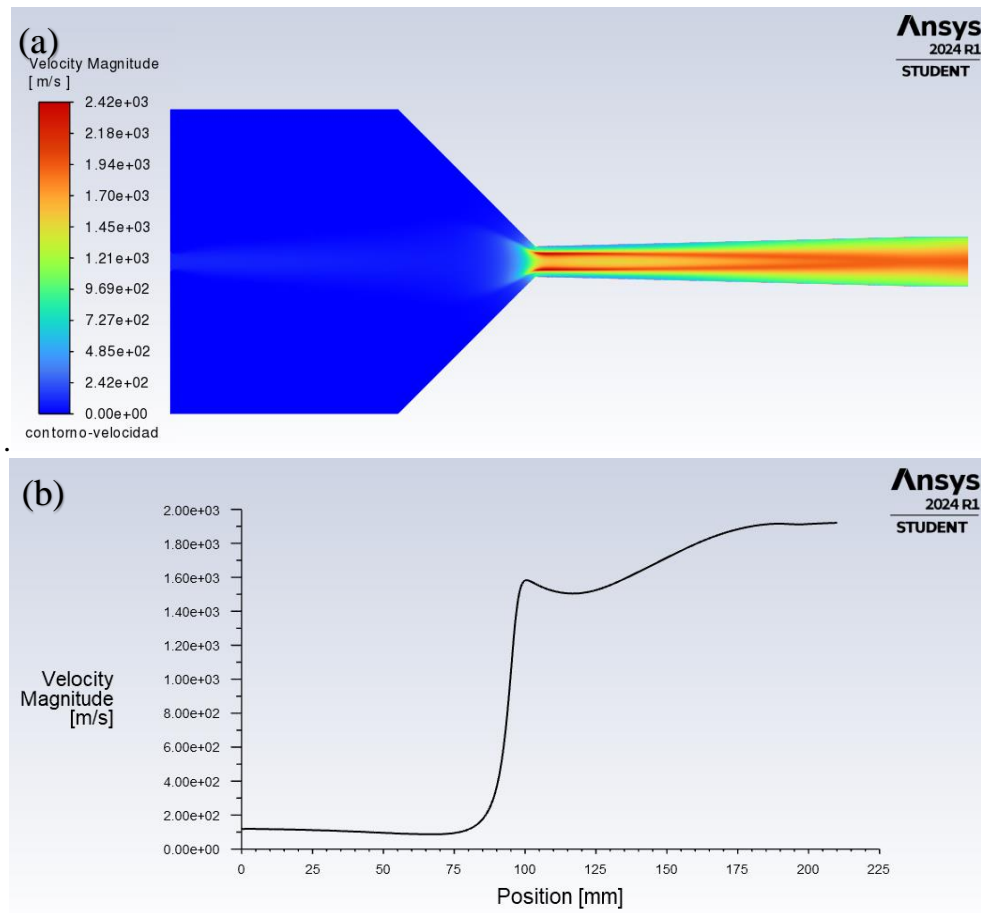 (a)
Velocity Magnitude
[ m/s ]
2.42e+03
2.18e+03
1.94e+03
1.70e+03
1.45e+03
1.21e+03
9.69e+02
7.27e+02
4.85e+02
2.42e+02
0.00e+00
contorno-velocidad
Ansys
2024 R1
STUDENT
.
(b)
Ansys
2024 R1
STUDENT
2.00e+03
1.80e+03
1.60e+03
1.40e+03
1.20e+03
1.00e+03
8.00e+02
6.00e+02
4.00e+02
2.00e+02
0.00e+00
Velocity
Magnitude
[m/s]
0 25 50 75 100 125 150 175 200 225
Position [mm]